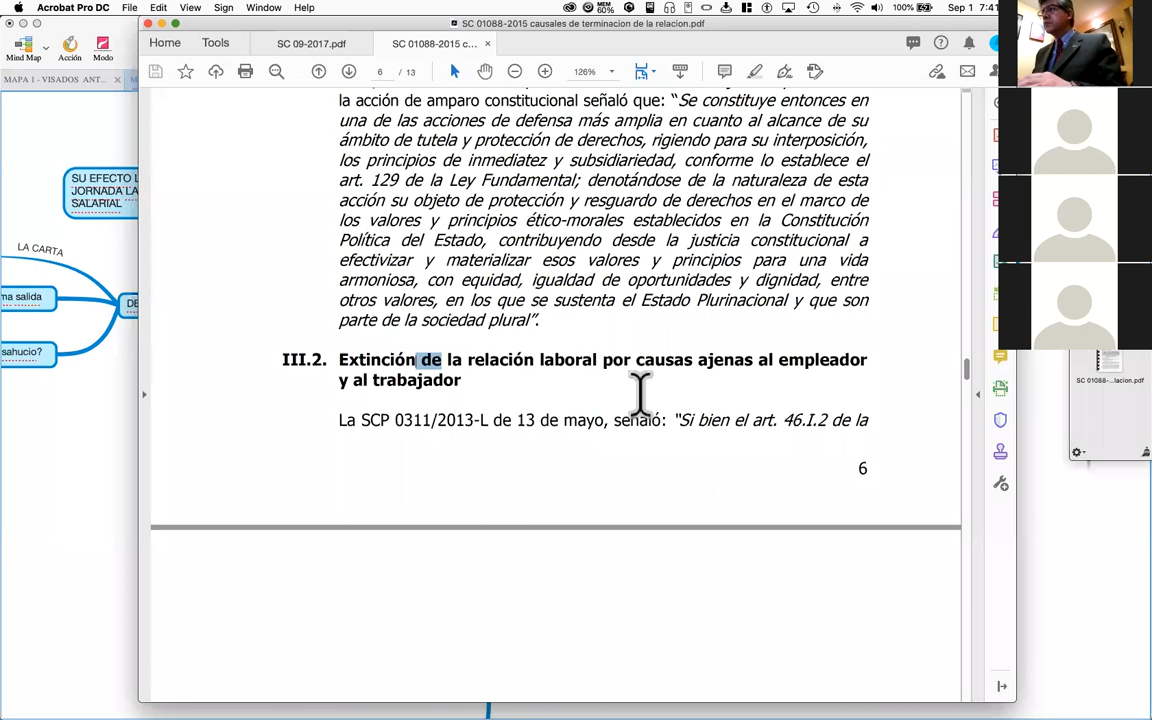 Acrobat Pro DC File Edit View Sign Window Help
MEM 60% 100% Sep 1 7:41
SC 01088-2015 causales de terminacion de la relacion.pdf
Mind Map Acción Modo
Home Tools SC 09-2017.pdf SC 01088-2015 c... ×
MAPA 1 - VISADOS ANT...
6 / 13 126%
la acción de amparo constitucional señaló que: "Se constituye entonces en
una de las acciones de defensa más amplia en cuanto al alcance de su
ámbito de tutela y protección de derechos, rigiendo para su interposición,
los principios de inmediatez y subsidiariedad, conforme lo establece el
art. 129 de la Ley Fundamental; denotándose de la naturaleza de esta
acción su objeto de protección y resguardo de derechos en el marco de
los valores y principios ético-morales establecidos en la Constitución
Política del Estado, contribuyendo desde la justicia constitucional a
efectivizar y materializar esos valores y principios para una vida
armoniosa, con equidad, igualdad de oportunidades y dignidad, entre
otros valores, en los que se sustenta el Estado Plurinacional y que son
parte de la sociedad plural".
III.2. Extinción de la relación laboral por causas ajenas al empleador
y al trabajador
La SCP 0311/2013-L de 13 de mayo, señaló: "Si bien el art. 46.I.2 de la
6
SU EFECTO L
JORNADA LA
SALARIAL
LA CARTA
ma salida
DE
sahucio?
SC 01088-...lacion.pdf